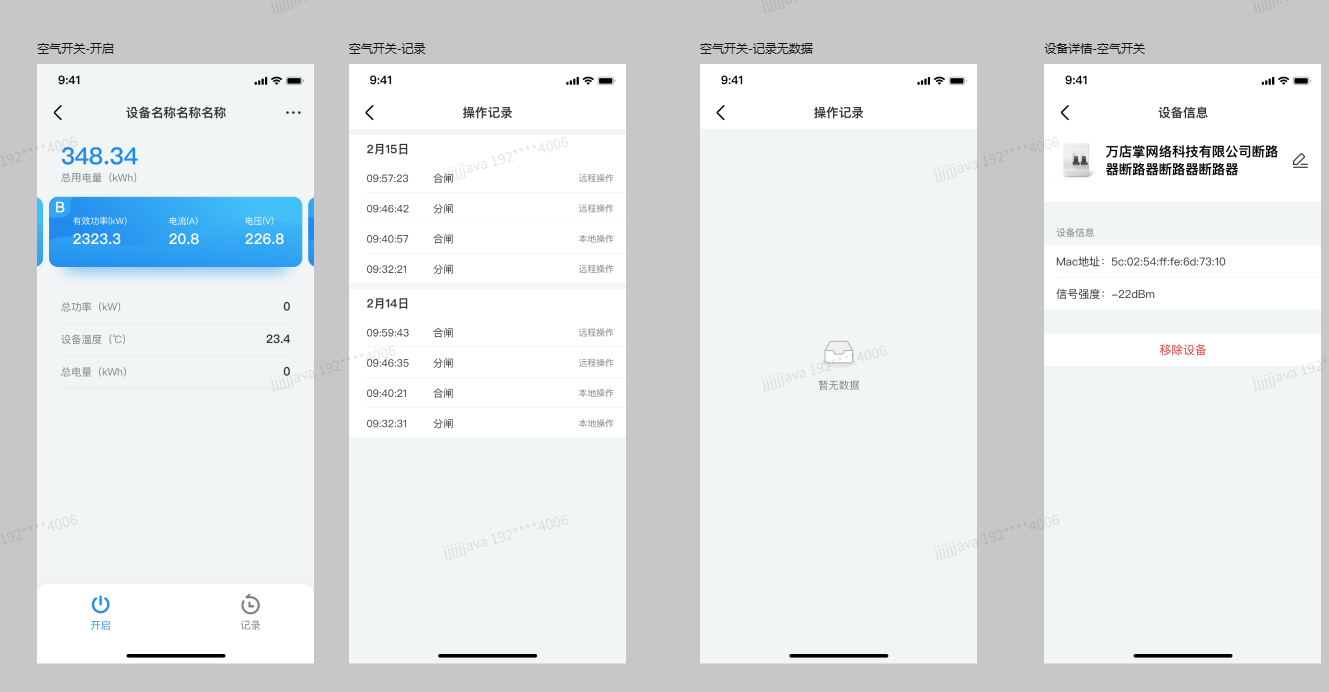 空气开关-开启
9:41
设备名称名称名称
348.34
总用电量（kWh）
B
有效功率(kW)
电流(A)
电压(V)
2323.3
20.8
226.8
总功率（kW）
0
设备温度（℃）
23.4
总电量（kWh）
0
开启
记录
空气开关-记录
9:41
操作记录
2月15日
09:57:23 合闸 远程操作
09:46:42 分闸 远程操作
09:40:57 合闸 本地操作
09:32:21 分闸 远程操作
2月14日
09:59:43 合闸 远程操作
09:46:35 分闸 远程操作
09:40:21 合闸 本地操作
09:32:31 分闸 本地操作
空气开关-记录无数据
9:41
操作记录
暂无数据
设备详情-空气开关
9:41
设备信息
万店掌网络科技有限公司断路
器断路器断路器断路器
设备信息
Mac地址：5c:02:54:ff:fe:6d:73:10
信号强度：-22dBm
移除设备
jjjjjjava 192****4006